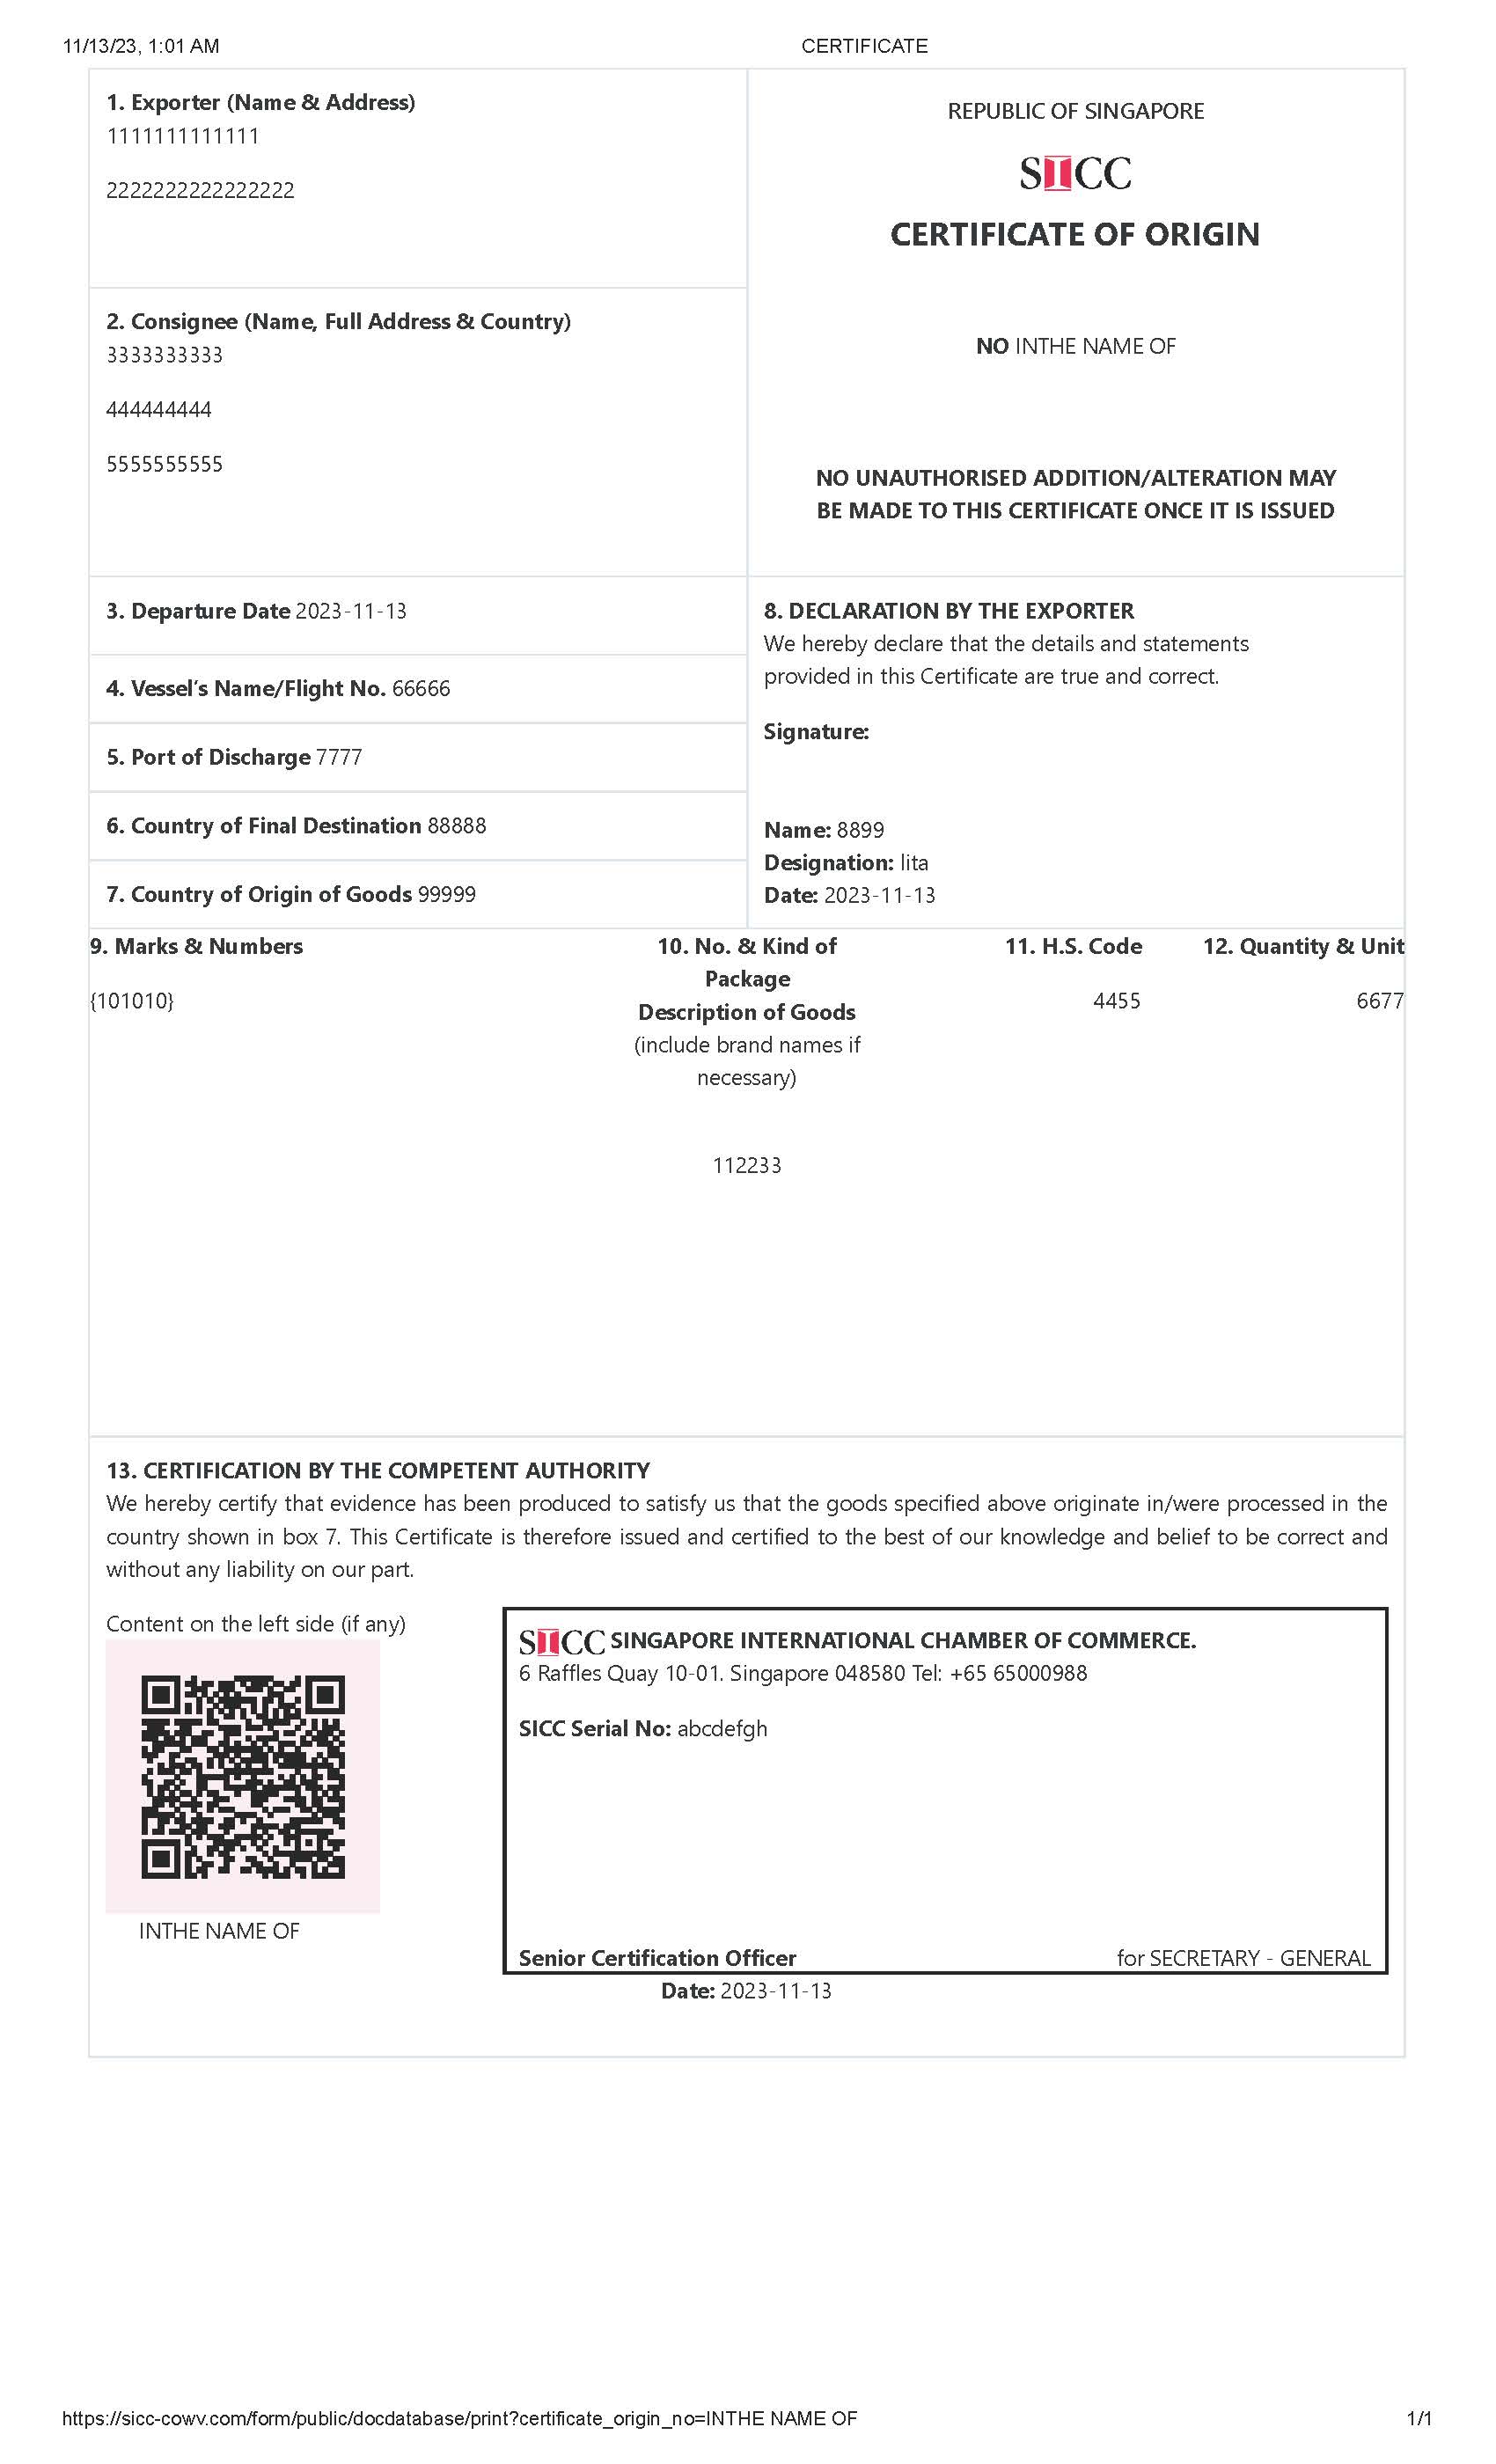 11/13/23, 1:01 AM
CERTIFICATE
1. Exporter (Name & Address)
1111111111111
2222222222222222
REPUBLIC OF SINGAPORE
SICC
CERTIFICATE OF ORIGIN
NO INTHE NAME OF
NO UNAUTHORISED ADDITION/ALTERATION MAY
BE MADE TO THIS CERTIFICATE ONCE IT IS ISSUED
2. Consignee (Name, Full Address & Country)
3333333333
444444444
5555555555
3. Departure Date 2023-11-13
4. Vessel’s Name/Flight No. 66666
5. Port of Discharge 7777
6. Country of Final Destination 88888
7. Country of Origin of Goods 99999
8. DECLARATION BY THE EXPORTER
We hereby declare that the details and statements
provided in this Certificate are true and correct.
Signature:
Name: 8899
Designation: lita
Date: 2023-11-13
9. Marks & Numbers
{101010}
10. No. & Kind of
Package
Description of Goods
(include brand names if
necessary)
112233
11. H.S. Code
4455
12. Quantity & Unit
6677
13. CERTIFICATION BY THE COMPETENT AUTHORITY
We hereby certify that evidence has been produced to satisfy us that the goods specified above originate in/were processed in the
country shown in box 7. This Certificate is therefore issued and certified to the best of our knowledge and belief to be correct and
without any liability on our part.
Content on the left side (if any)
INTHE NAME OF
SICC SINGAPORE INTERNATIONAL CHAMBER OF COMMERCE.
6 Raffles Quay 10-01. Singapore 048580 Tel: +65 65000988
SICC Serial No: abcdefgh
Senior Certification Officer
for SECRETARY - GENERAL
Date: 2023-11-13
https://sicc-cowv.com/form/public/docdatabase/print?certificate_origin_no=INTHE NAME OF
1/1